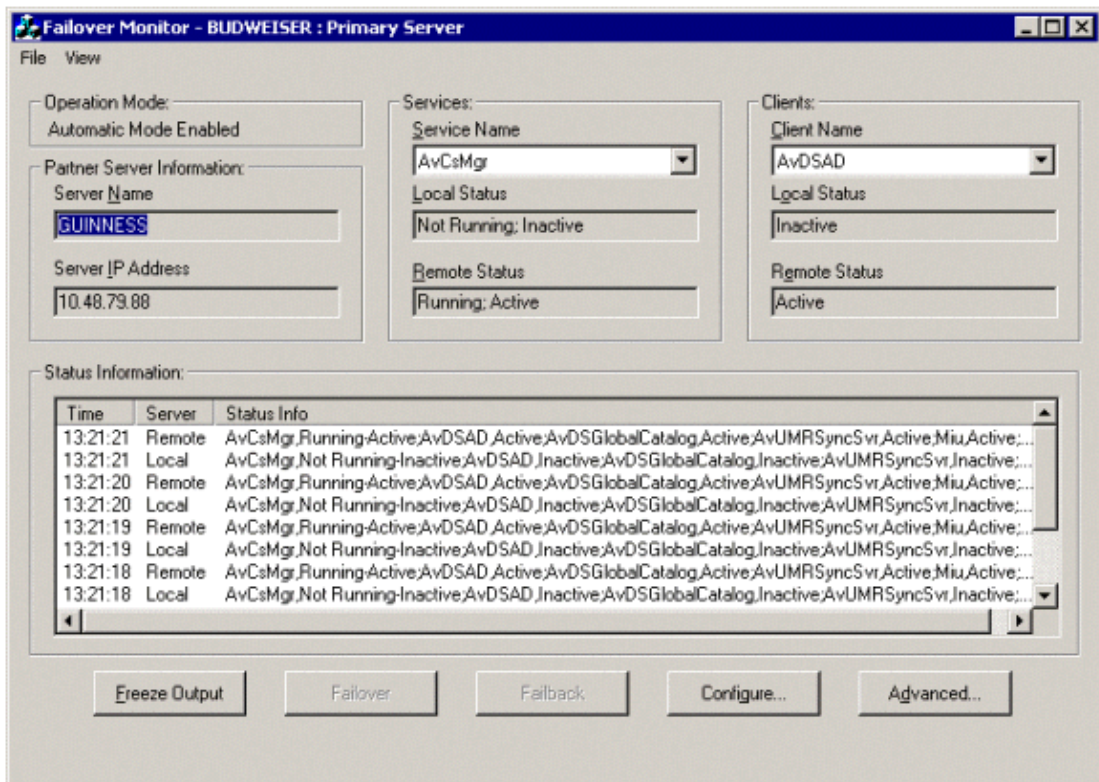 Failover Monitor - BUDWEISER : Primary Server
File View
Operation Mode:
Automatic Mode Enabled
Partner Server Information:
Server Name
GUINNESS
Server IP Address
10.48.79.88
Services:
Service Name
AvCsMgr
Local Status
Not Running; Inactive
Remote Status
Running; Active
Clients:
Client Name
AvDSAD
Local Status
Inactive
Remote Status
Active
Status Information:
Time Server Status Info
13:21:21 Remote AvCsMgr,Running-Active;AvDSAD,Active;AvDSGlobalCatalog,Active;AvUMRSyncSvr,Active;Miu,Active;...
13:21:21 Local AvCsMgr,Not Running-Inactive;AvDSAD,Inactive;AvDSGlobalCatalog,Inactive;AvUMRSyncSvr,Inactive;...
13:21:20 Remote AvCsMgr,Running-Active;AvDSAD,Active;AvDSGlobalCatalog,Active;AvUMRSyncSvr,Active;Miu,Active;...
13:21:20 Local AvCsMgr,Not Running-Inactive;AvDSAD,Inactive;AvDSGlobalCatalog,Inactive;AvUMRSyncSvr,Inactive;...
13:21:19 Remote AvCsMgr,Running-Active;AvDSAD,Active;AvDSGlobalCatalog,Active;AvUMRSyncSvr,Active;Miu,Active;...
13:21:19 Local AvCsMgr,Not Running-Inactive;AvDSAD,Inactive;AvDSGlobalCatalog,Inactive;AvUMRSyncSvr,Inactive;...
13:21:18 Remote AvCsMgr,Running-Active;AvDSAD,Active;AvDSGlobalCatalog,Active;AvUMRSyncSvr,Active;Miu,Active;...
13:21:18 Local AvCsMgr,Not Running-Inactive;AvDSAD,Inactive;AvDSGlobalCatalog,Inactive;AvUMRSyncSvr,Inactive;...
Freeze Output Failover Failback Configure... Advanced...